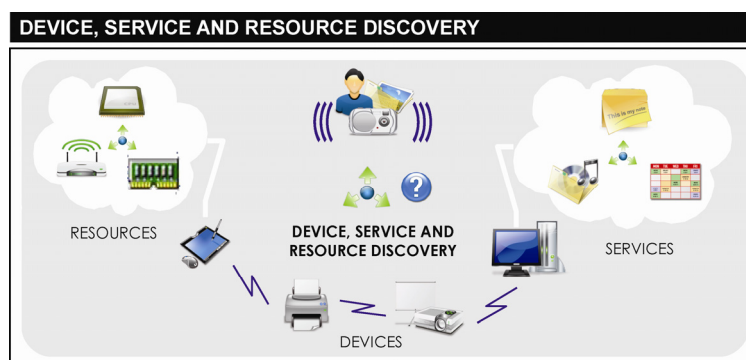 DEVICE, SERVICE AND RESOURCE DISCOVERY
This is my note
RESOURCES
?
DEVICE, SERVICE AND
RESOURCE DISCOVERY
SERVICES
DEVICES